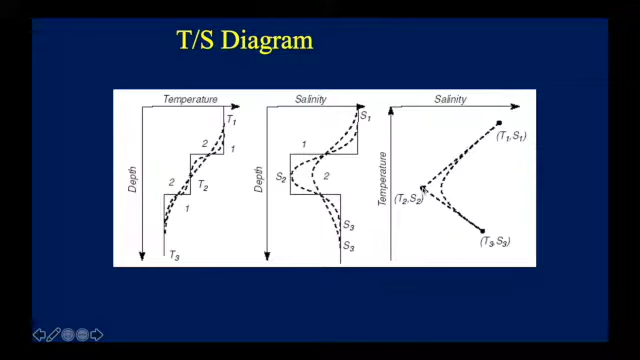 T/S Diagram
Temperature
Depth
T1
2
1
T2
2
1
T3
Salinity
Depth
S1
1
S2
2
S3
S3
Salinity
Temperature
(T1,S1)
(T2,S2)
(T3,S3)